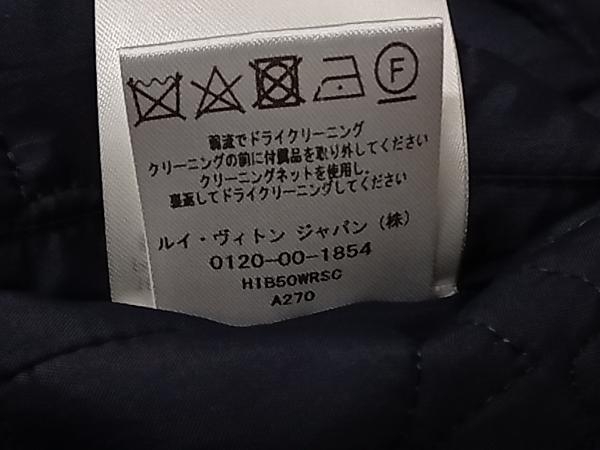 F
弱流でドライクリーニング
クリーニングの前に付属品を取り外してください
クリーニングネットを使用し、
裏返してドライクリーニングしてください
ルイ・ヴィトン ジャパン (株)
0120-00-1854
HIB50WRSC
A270